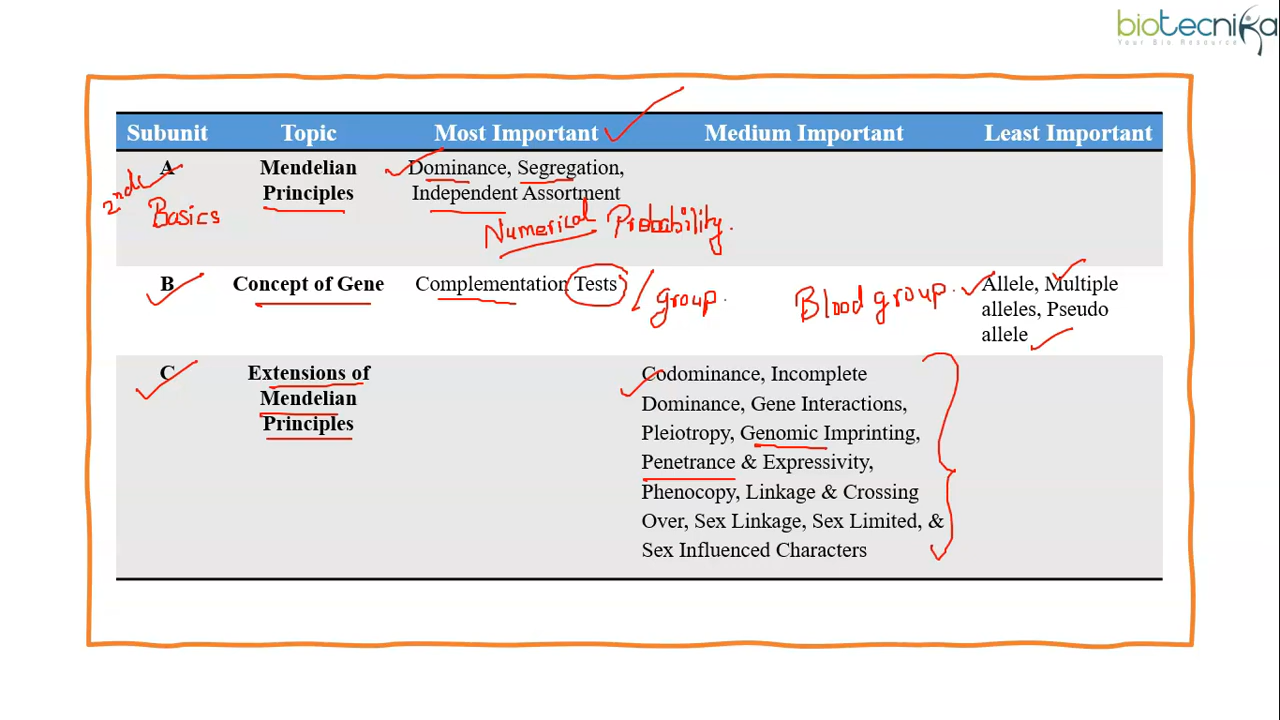 biotecnika
Your Bio Resource
Subunit Topic Most Important Medium Important Least Important
A Mendelian Principles Dominance, Segregation,
Independent Assortment
2nds Basics
Numerical Probability.
B Concept of Gene Complementation Tests / group. Blood group. Allele, Multiple
alleles, Pseudo
allele
C Extensions of
Mendelian
Principles
Codominance, Incomplete
Dominance, Gene Interactions,
Pleiotropy, Genomic Imprinting,
Penetrance & Expressivity,
Phenocopy, Linkage & Crossing
Over, Sex Linkage, Sex Limited, &
Sex Influenced Characters